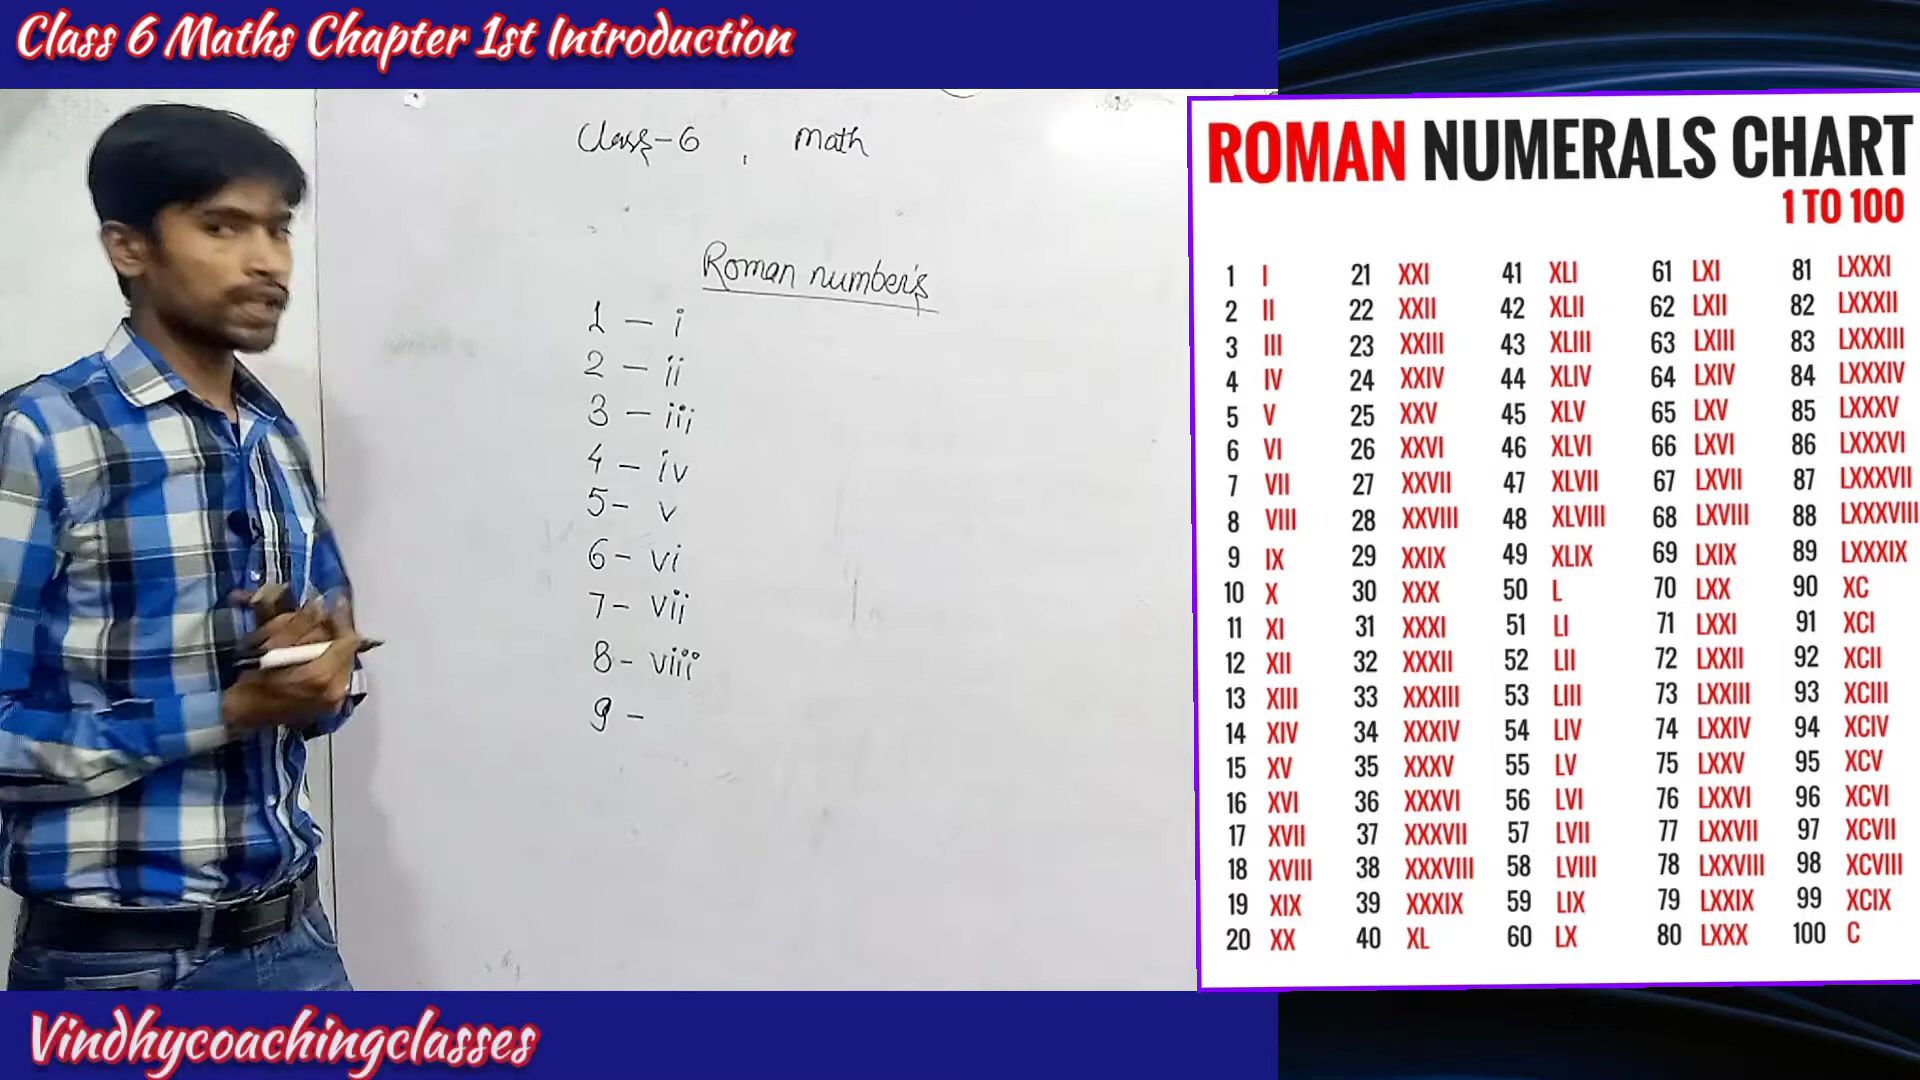 Class 6 Maths Chapter 1st Introduction
Class-6 , Math
Roman number's
1 - i
2 - ii
3 - iii
4 - iv
5 - v
6 - vi
7 - vii
8 - viii
9 -
ROMAN NUMERALS CHART
1 TO 100
1 I 21 XXI 41 XLI 61 LXI 81 LXXXI
2 II 22 XXII 42 XLII 62 LXII 82 LXXXII
3 III 23 XXIII 43 XLIII 63 LXIII 83 LXXXIII
4 IV 24 XXIV 44 XLIV 64 LXIV 84 LXXXIV
5 V 25 XXV 45 XLV 65 LXV 85 LXXXV
6 VI 26 XXVI 46 XLVI 66 LXVI 86 LXXXVI
7 VII 27 XXVII 47 XLVII 67 LXVII 87 LXXXVII
8 VIII 28 XXVIII 48 XLVIII 68 LXVIII 88 LXXXVIII
9 IX 29 XXIX 49 XLIX 69 LXIX 89 LXXXIX
10 X 30 XXX 50 L 70 LXX 90 XC
11 XI 31 XXXI 51 LI 71 LXXI 91 XCI
12 XII 32 XXXII 52 LII 72 LXXII 92 XCII
13 XIII 33 XXXIII 53 LIII 73 LXXIII 93 XCIII
14 XIV 34 XXXIV 54 LIV 74 LXXIV 94 XCIV
15 XV 35 XXXV 55 LV 75 LXXV 95 XCV
16 XVI 36 XXXVI 56 LVI 76 LXXVI 96 XCVI
17 XVII 37 XXXVII 57 LVII 77 LXXVII 97 XCVII
18 XVIII 38 XXXVIII 58 LVIII 78 LXXVIII 98 XCVIII
19 XIX 39 XXXIX 59 LIX 79 LXXIX 99 XCIX
20 XX 40 XL 60 LX 80 LXXX 100 C
Vindhycoachingclasses